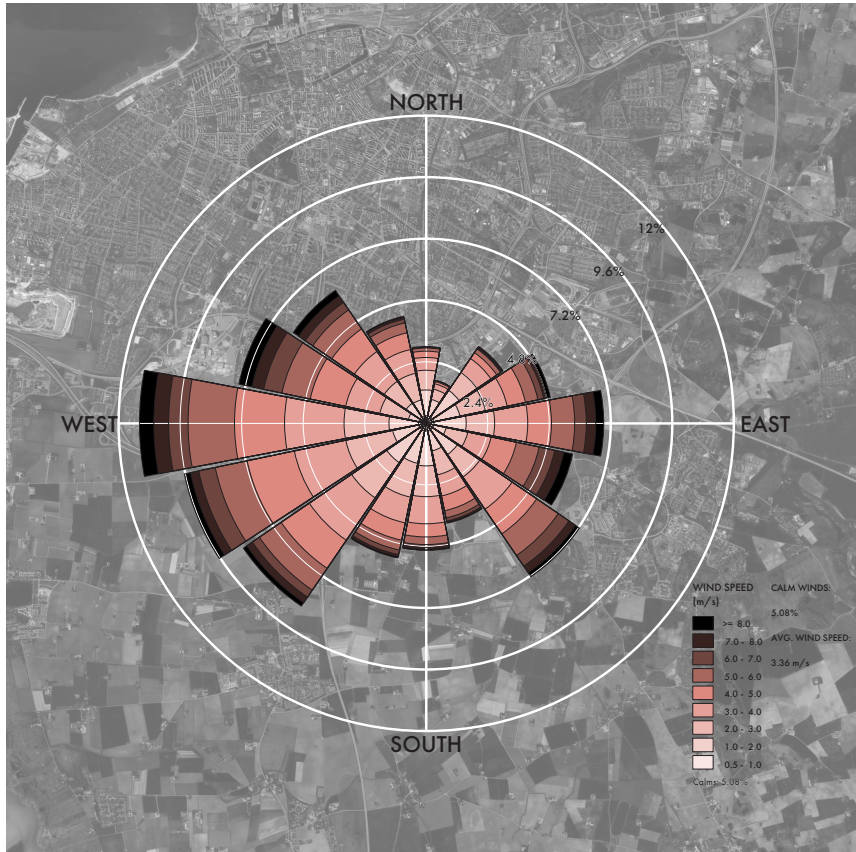 NORTH
12%
9.6%
7.2%
4.8%
2.4%
WEST
EAST
SOUTH
WIND SPEED
(m/s)
>= 8.0
7.0 - 8.0
6.0 - 7.0
5.0 - 6.0
4.0 - 5.0
3.0 - 4.0
2.0 - 3.0
1.0 - 2.0
0.5 - 1.0
Calms: 5.08%
CALM WINDS:
5.08%
AVG. WIND SPEED:
3.36 m/s